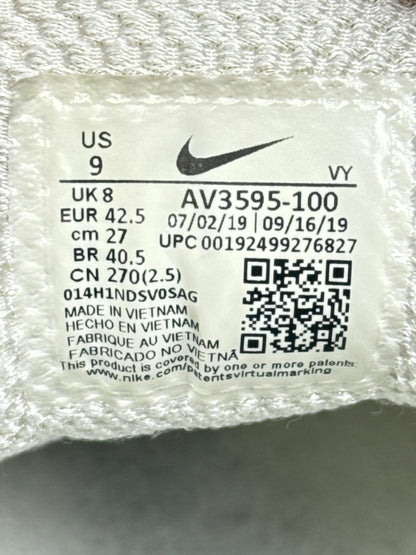 US
9
VY
UK 8
EUR 42.5
cm 27
BR 40.5
CN 270(2.5)
AV3595-100
07/02/19 | 09/16/19
UPC 00192499276827
014H1NDSV0SAG
MADE IN VIETNAM
HECHO EN VIETNAM
FABRIQUE AU VIETNAM
FABRICADO NO VIETNÃ
This product is covered by one or more patents.
www.nike.com/patentsvirtualmarking